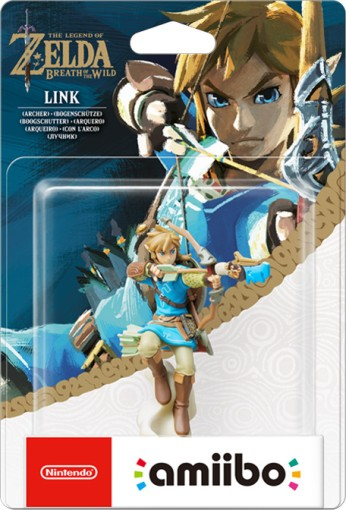 THE LEGEND OF
ZELDA
BREATH OF THE WILD
LINK
(ARCHER) • (BOGENSCHÜTZE)
(BOOGSCHUTTER) • (ARQUERO)
(ARQUEIRO) • (CON L'ARCO)
(ЛУЧНИК)
Nintendo
amiibo